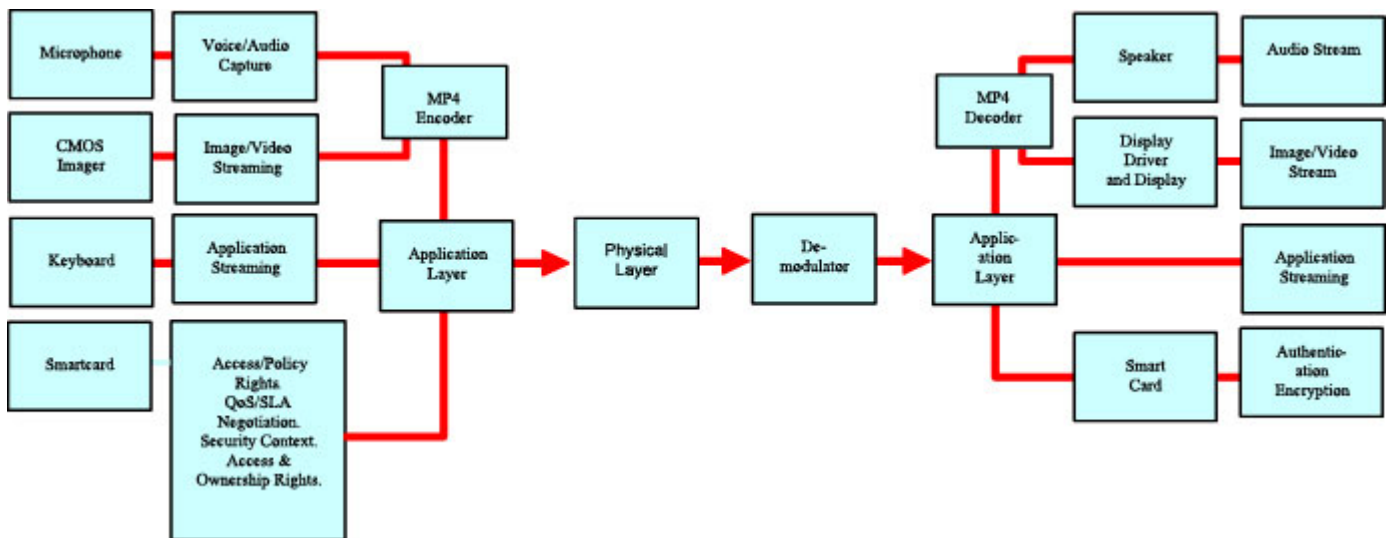 Microphone
Voice/Audio
Capture
MP4
Encoder
CMOS
Imager
Image/Video
Streaming
Keyboard
Application
Streaming
Application
Layer
Smartcard
Access/Policy
Rights.
QoS/SLA
Negotiation.
Security Context.
Access &
Ownership Rights.
Physical
Layer
De-
modulator
Applic-
ation
Layer
MP4
Decoder
Speaker
Audio Stream
Display
Driver
and Display
Image/Video
Stream
Application
Streaming
Smart
Card
Authentic-
ation
Encryption